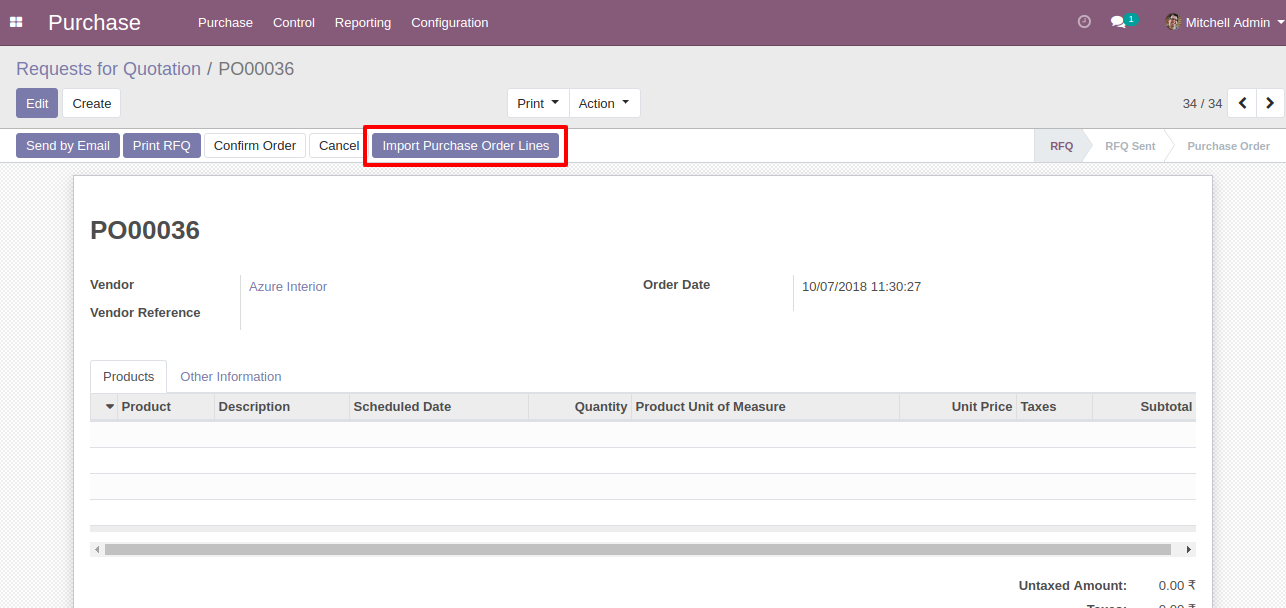 Purchase Purchase Control Reporting Configuration 1 Mitchell Admin
Requests for Quotation / PO00036
Edit Create Print Action 34 / 34
Send by Email Print RFQ Confirm Order Cancel Import Purchase Order Lines RFQ RFQ Sent Purchase Order
PO00036
Vendor Azure Interior Order Date 10/07/2018 11:30:27
Vendor Reference
Products Other Information
Product Description Scheduled Date Quantity Product Unit of Measure Unit Price Taxes Subtotal
Untaxed Amount: 0.00 ₹
Taxes: 0.00 ₹